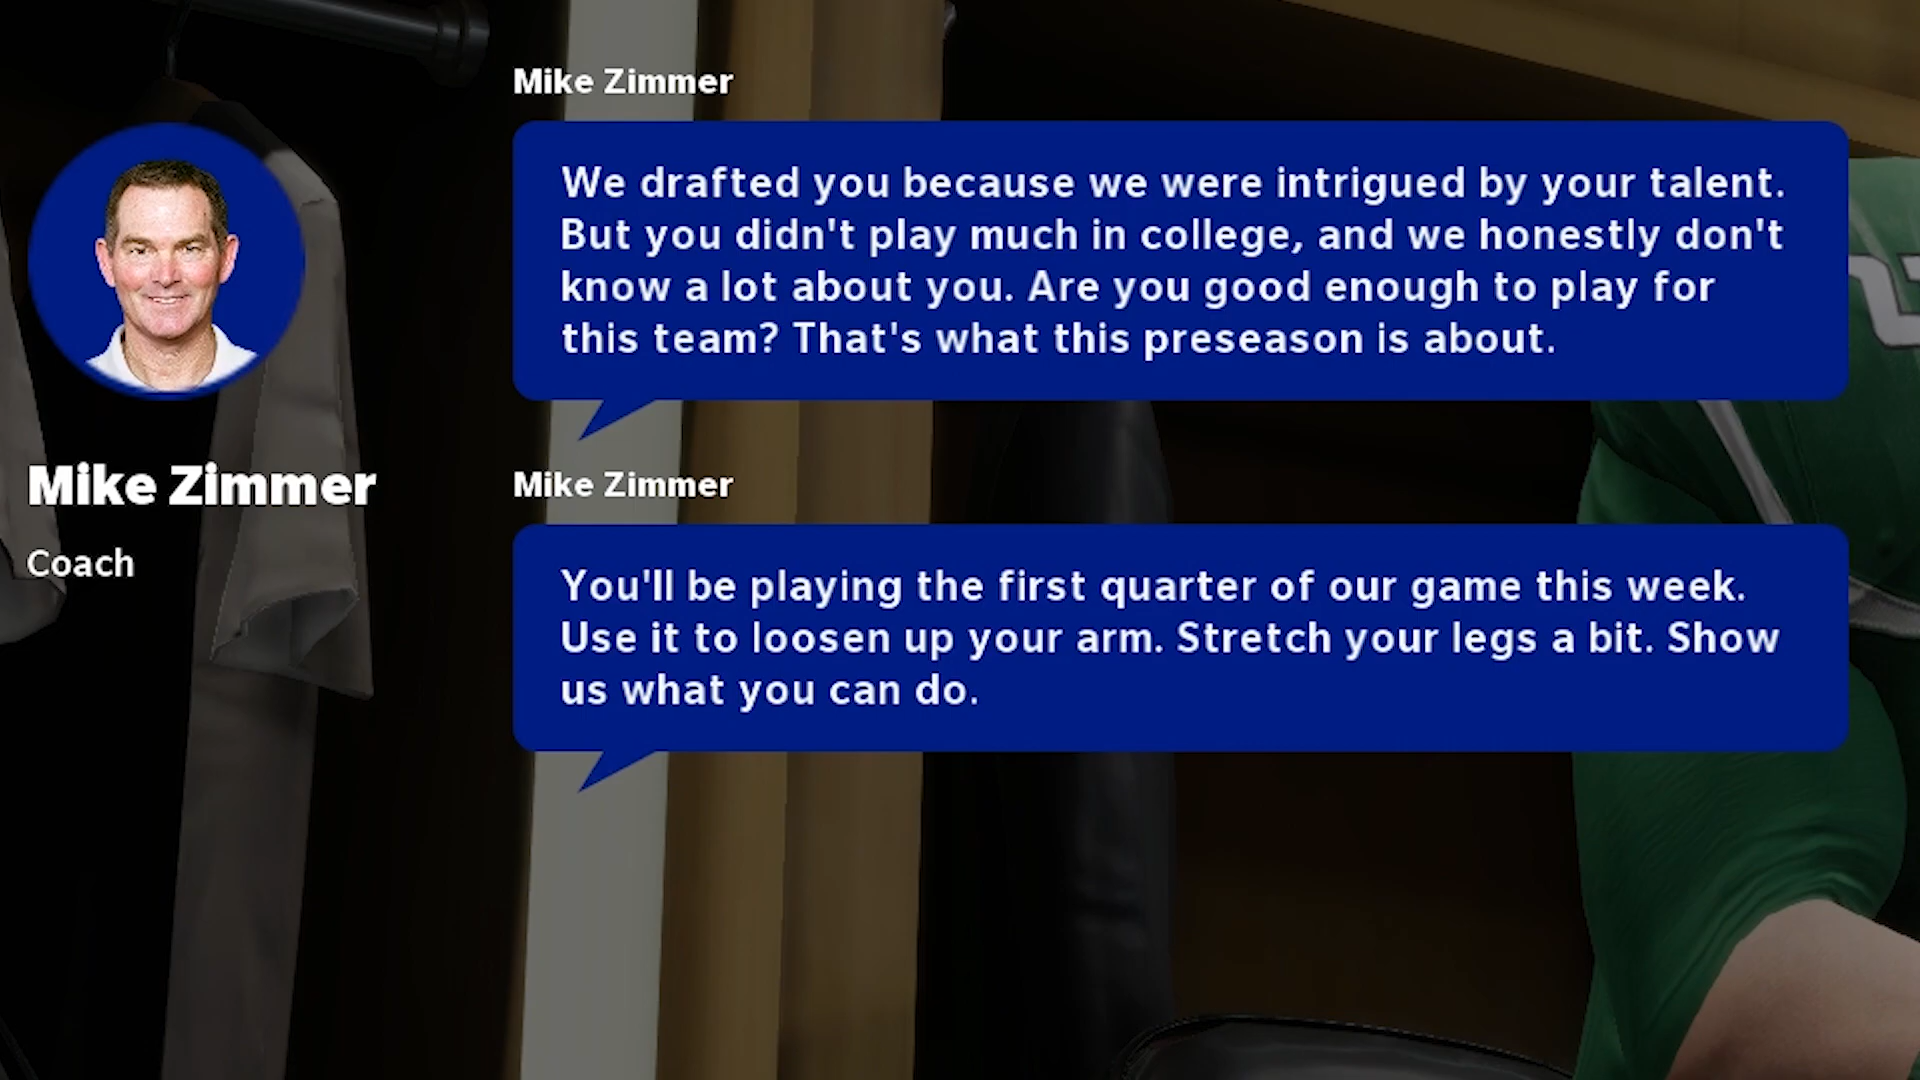 Mike Zimmer
We drafted you because we were intrigued by your talent.
But you didn't play much in college, and we honestly don't
know a lot about you. Are you good enough to play for
this team? That's what this preseason is about.
Mike Zimmer
Coach
Mike Zimmer
You'll be playing the first quarter of our game this week.
Use it to loosen up your arm. Stretch your legs a bit. Show
us what you can do.